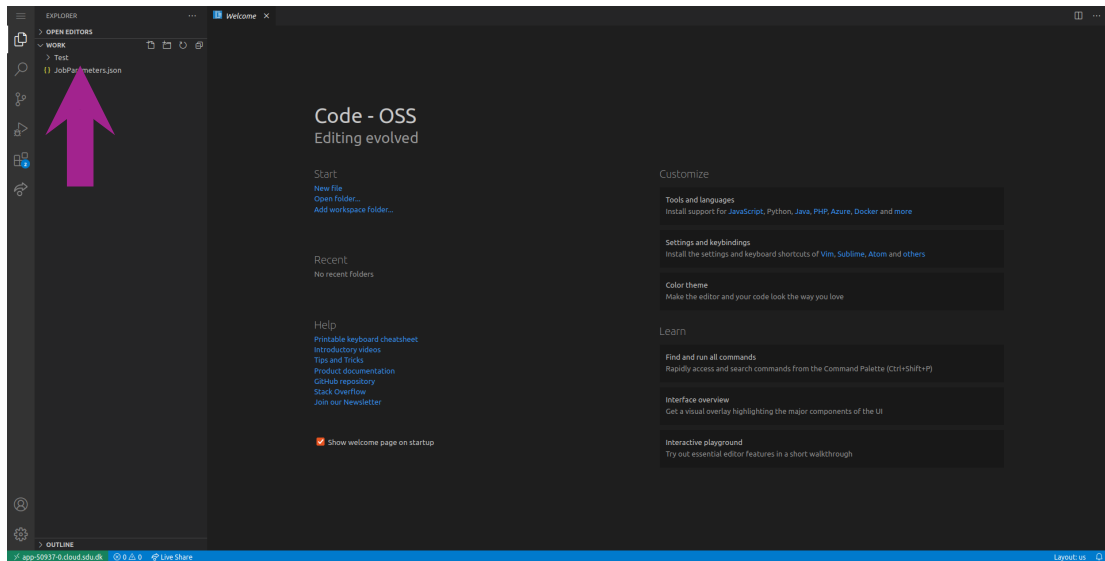 EXPLORER
Welcome
OPEN EDITORS
WORK
Test
{} JobParameters.json
Code - OSS
Editing evolved
Start
New file
Open folder...
Add workspace folder...
Recent
No recent folders
Help
Printable keyboard cheatsheet
Introductory videos
Tips and Tricks
Product documentation
GitHub repository
Stack Overflow
Join our Newsletter
Show welcome page on startup
Customize
Tools and languages
Install support for JavaScript, Python, Java, PHP, Azure, Docker and more
Settings and keybindings
Install the settings and keyboard shortcuts of Vim, Sublime, Atom and others
Color theme
Make the editor and your code look the way you love
Learn
Find and run all commands
Rapidly access and search commands from the Command Palette (Ctrl+Shift+P)
Interface overview
Get a visual overlay highlighting the major components of the UI
Interactive playground
Try out essential editor features in a short walkthrough
OUTLINE
app-50937-0.cloud.sdu.dk 0 0 Live Share
Layout: us